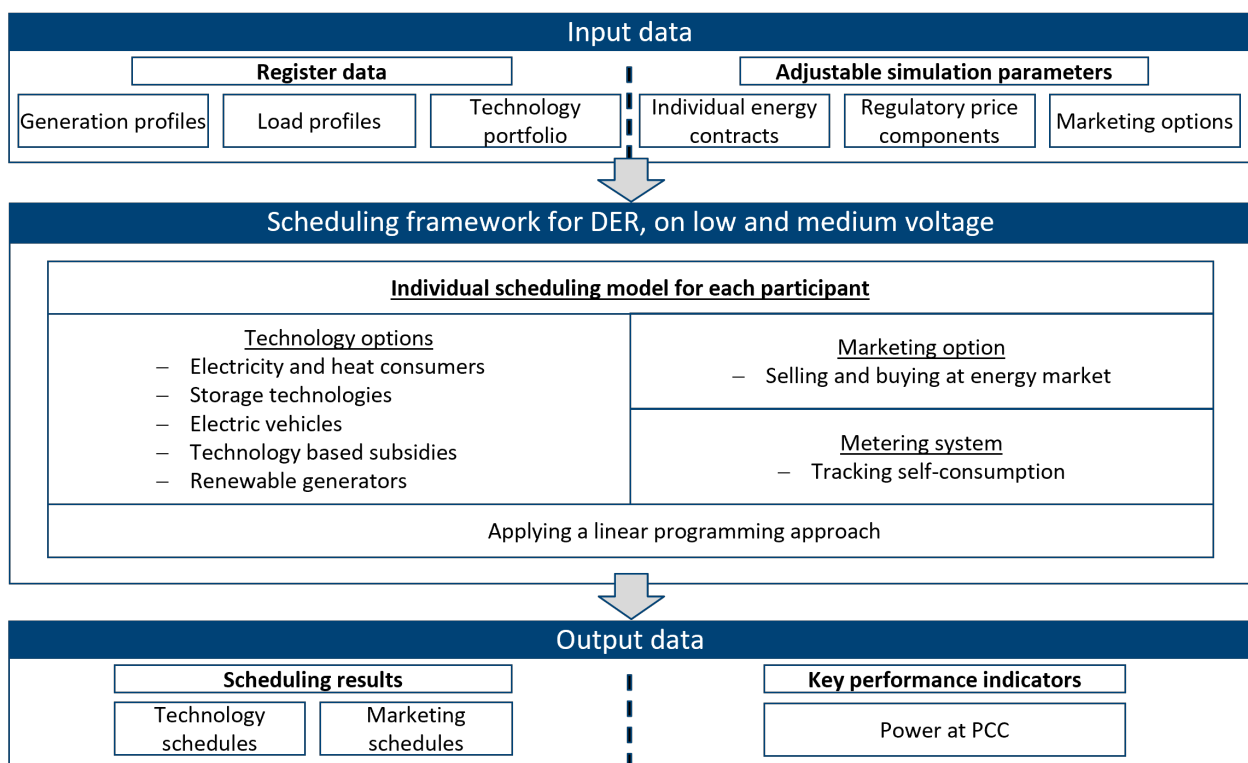 Input data
Register data
Adjustable simulation parameters
Generation profiles
Load profiles
Technology
portfolio
Individual energy
contracts
Regulatory price
components
Marketing options
Scheduling framework for DER, on low and medium voltage
Individual scheduling model for each participant
Technology options
– Electricity and heat consumers
– Storage technologies
– Electric vehicles
– Technology based subsidies
– Renewable generators
Marketing option
– Selling and buying at energy market
Metering system
– Tracking self-consumption
Applying a linear programming approach
Output data
Scheduling results
Key performance indicators
Technology
schedules
Marketing
schedules
Power at PCC